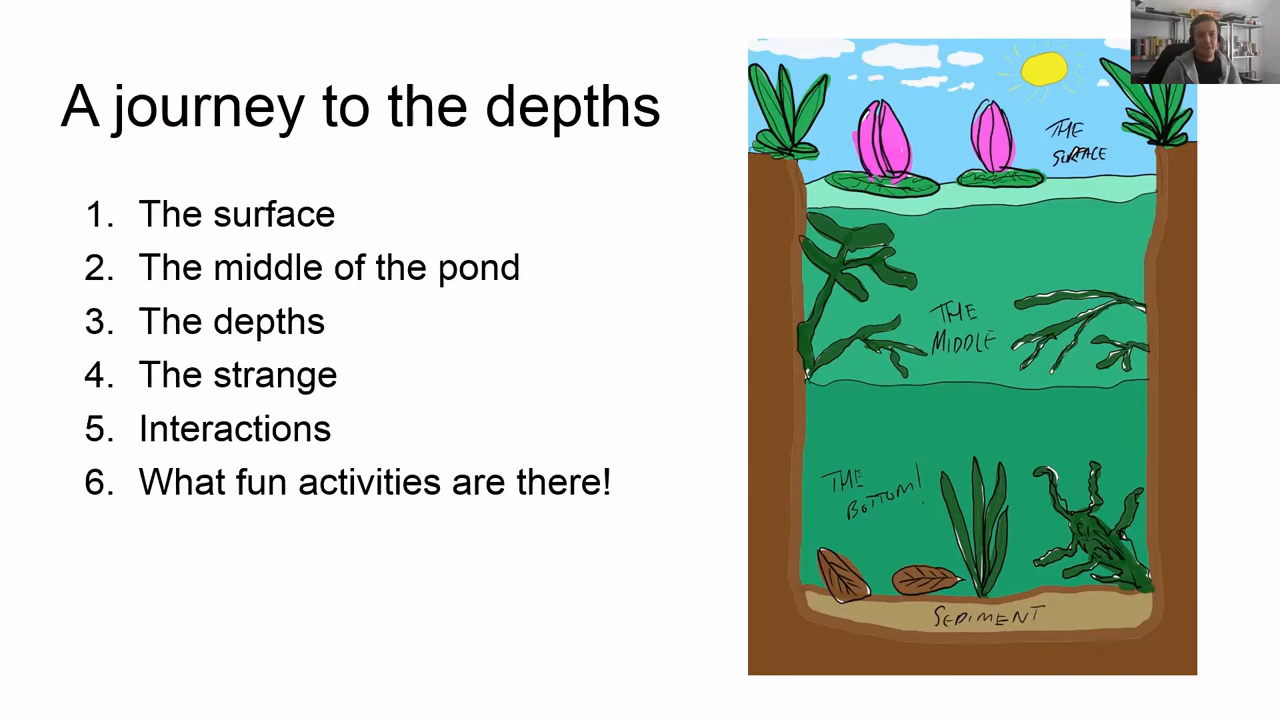 A journey to the depths
1. The surface
2. The middle of the pond
3. The depths
4. The strange
5. Interactions
6. What fun activities are there!
THE
SURFACE
THE
MIDDLE
THE
BOTTOM!
SEDIMENT